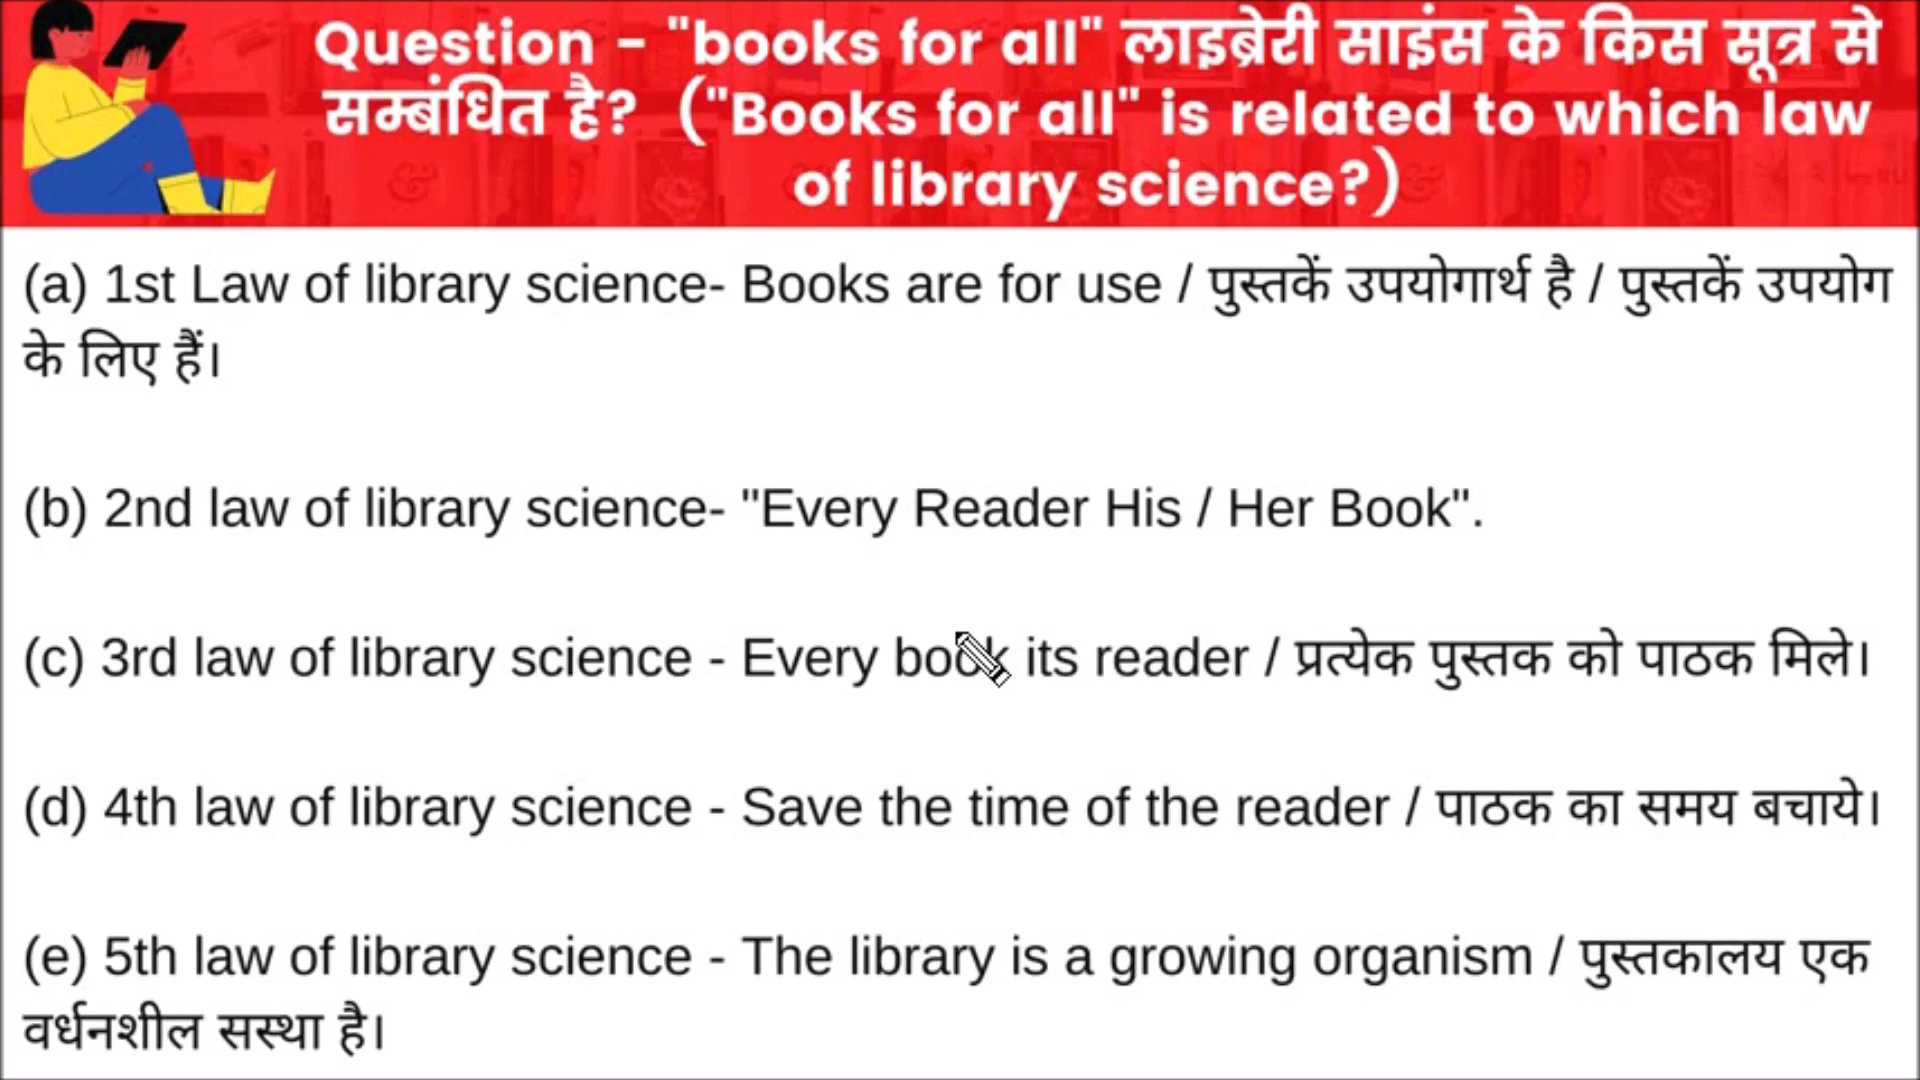 Question - "books for all" लाइब्रेरी साइंस के किस सूत्र से
सम्बंधित है? ("Books for all" is related to which law
of library science?)
(a) 1st Law of library science- Books are for use / पुस्तकें उपयोगार्थ है / पुस्तकें उपयोग
के लिए हैं।
(b) 2nd law of library science- "Every Reader His / Her Book".
(c) 3rd law of library science - Every book its reader / प्रत्येक पुस्तक को पाठक मिले।
(d) 4th law of library science - Save the time of the reader / पाठक का समय बचाये।
(e) 5th law of library science - The library is a growing organism / पुस्तकालय एक
वर्धनशील सस्था है।